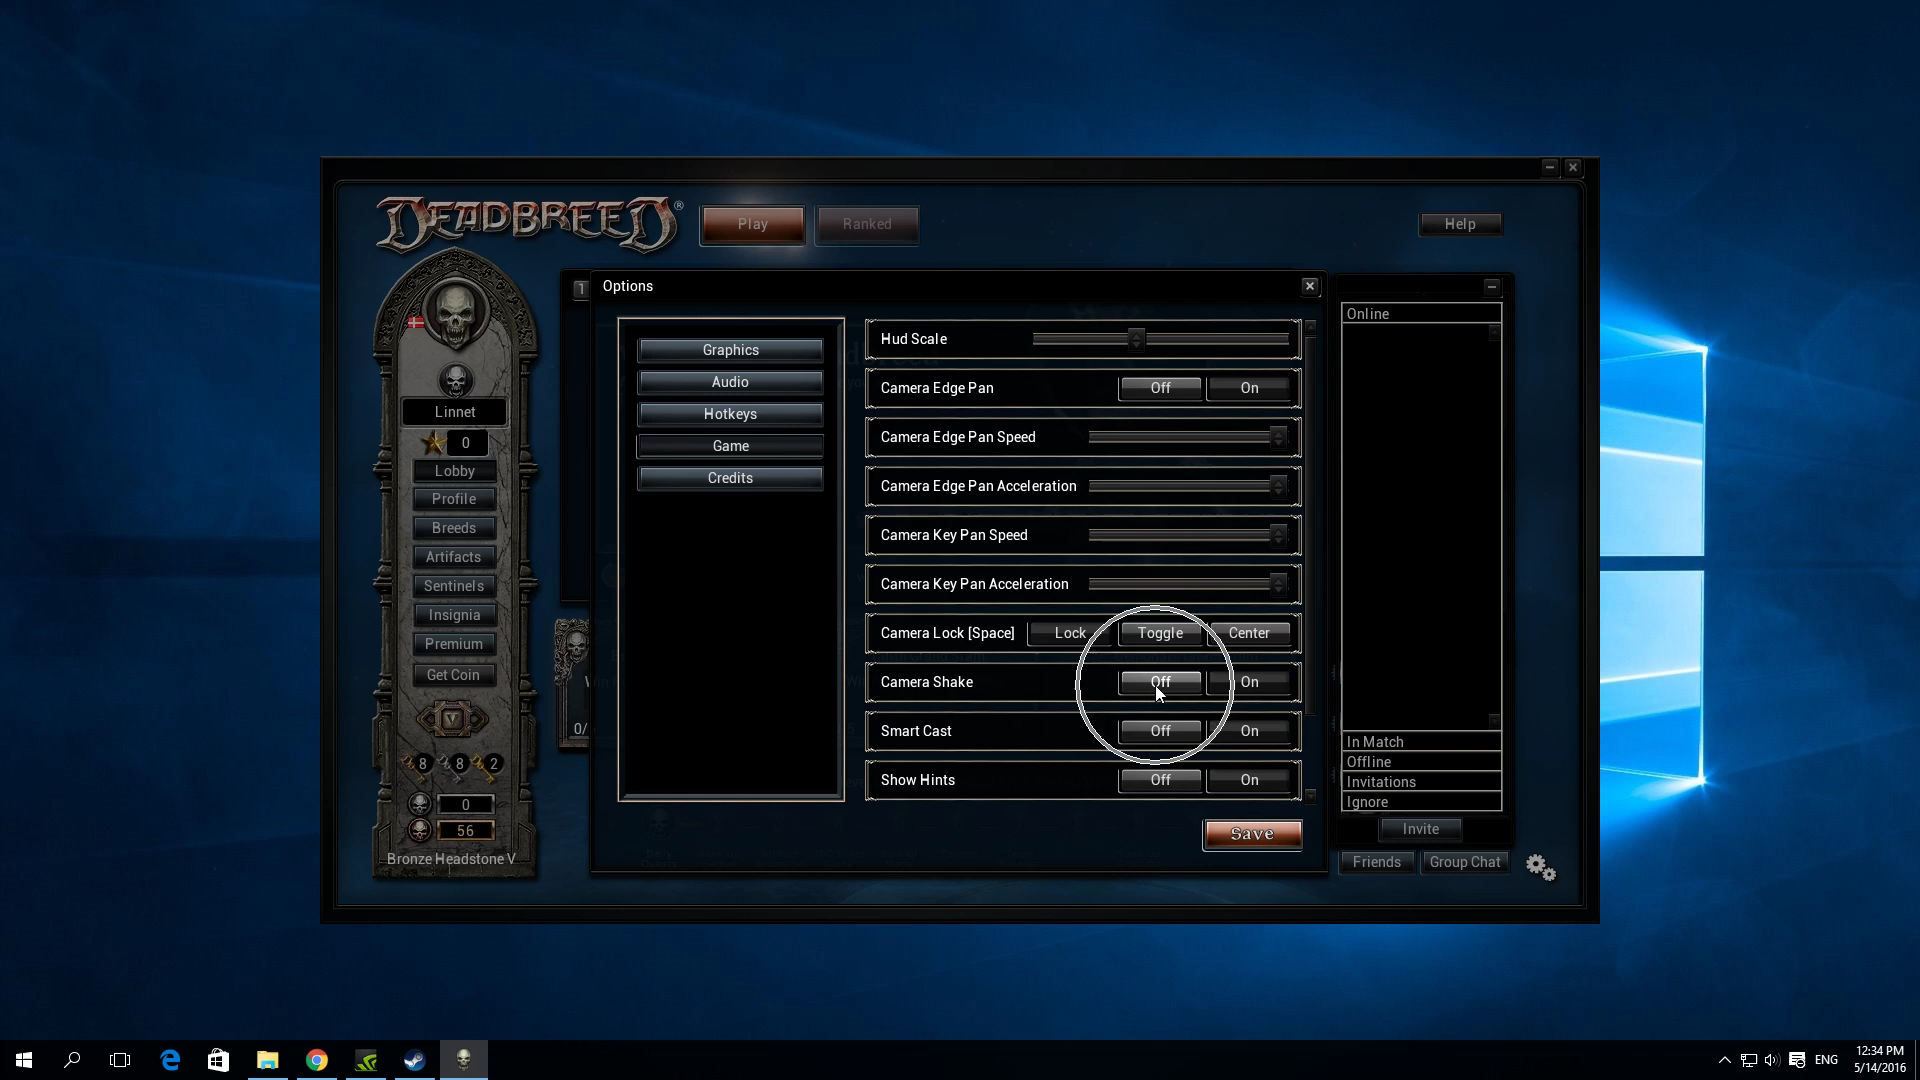 DEADBREED®
Play
Ranked
Help
1
Options
Linnet
0
Lobby
Profile
Breeds
Artifacts
Sentinels
Insignia
Premium
Get Coin
V
8 8 2
0
56
Bronze Headstone V
0/
Graphics
Audio
Hotkeys
Game
Credits
Hud Scale
Camera Edge Pan Off On
Camera Edge Pan Speed
Camera Edge Pan Acceleration
Camera Key Pan Speed
Camera Key Pan Acceleration
Camera Lock [Space] Lock Toggle Center
Camera Shake Off On
Smart Cast Off On
Show Hints Off On
Save
Online
In Match
Offline
Invitations
Ignore
Invite
Friends
Group Chat
ENG
12:34 PM
5/14/2016